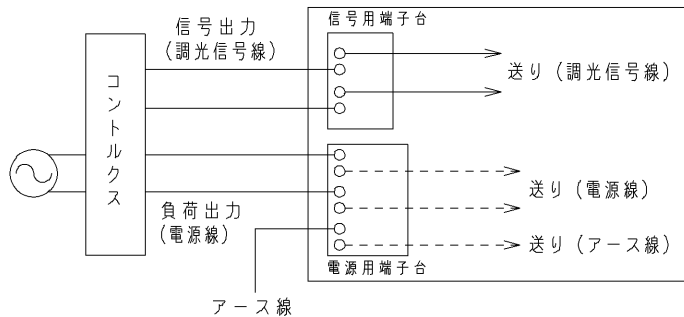 信号出力
(調光信号線)
信号用端子台
送り(調光信号線)
コントルクス
負荷出力
(電源線)
送り(電源線)
送り(アース線)
電源用端子台
アース線